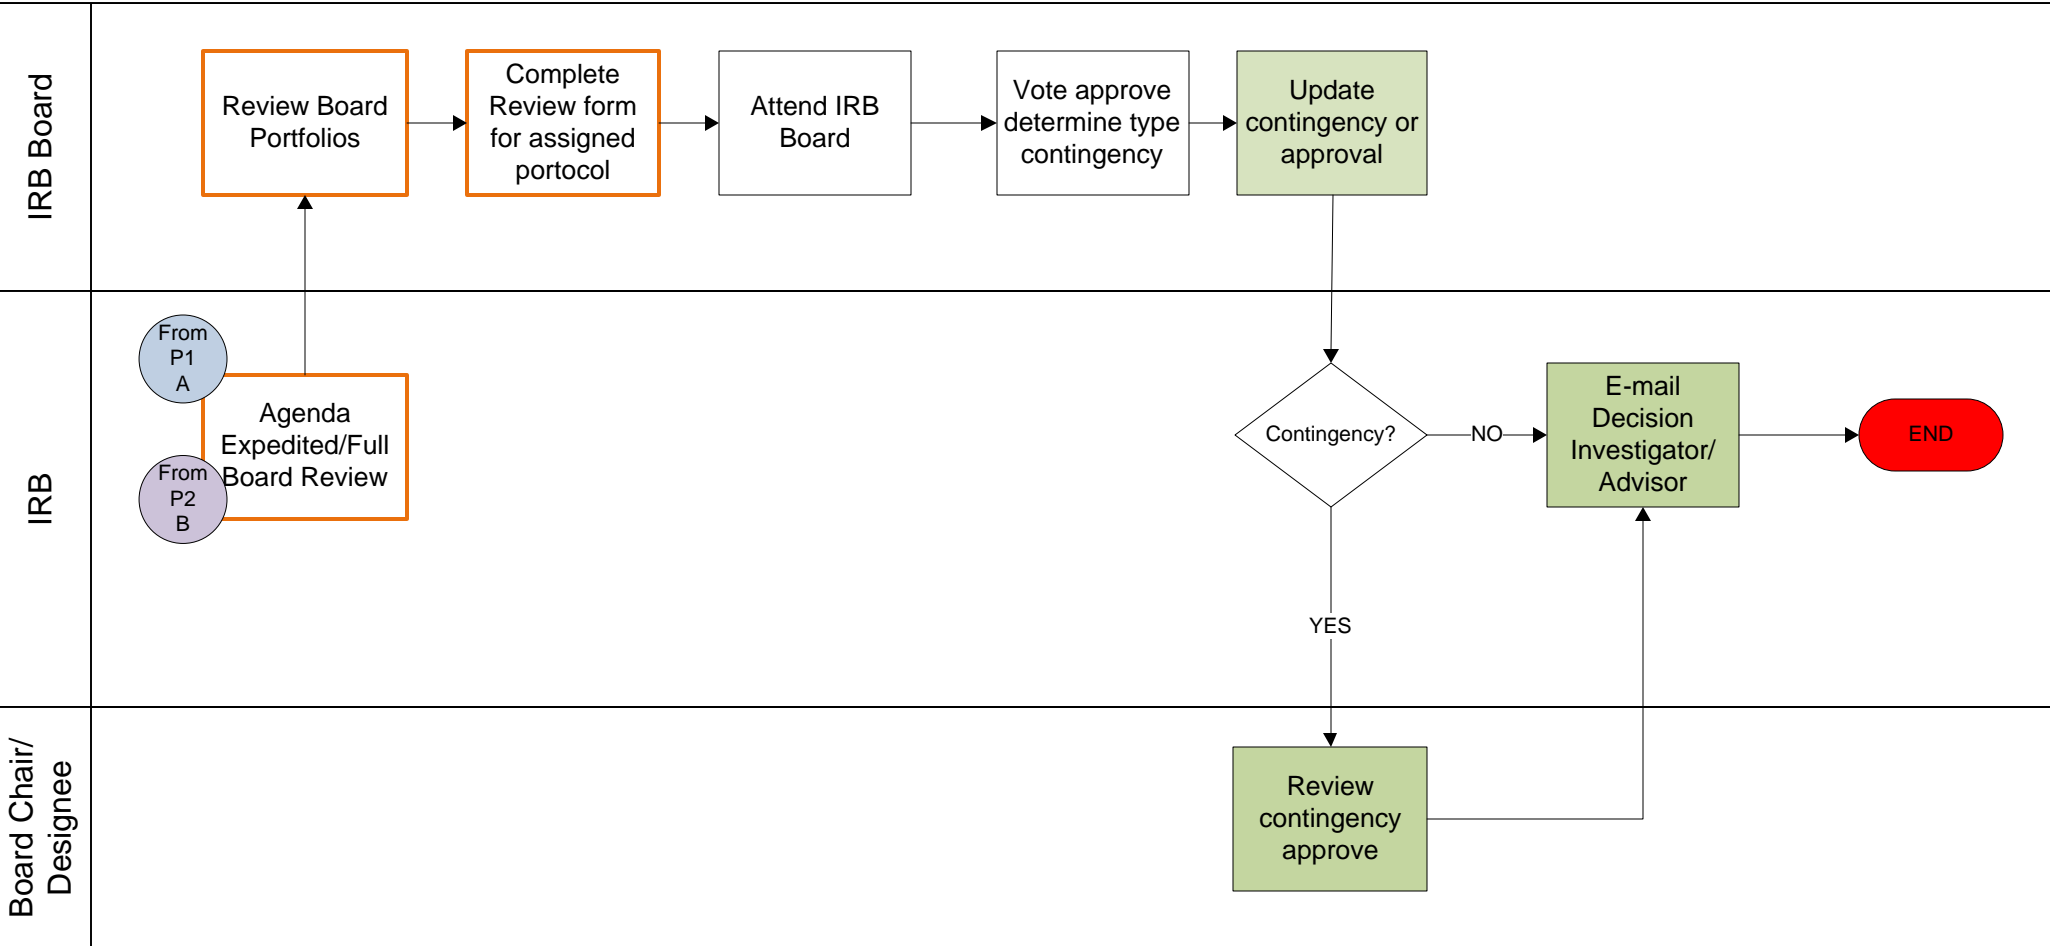 IRB Board
Review Board
Portfolios
Complete
Review form
for assigned
portocol
Attend IRB
Board
Vote approve
determine type
contingency
Update
contingency or
approval
IRB
From
P1
A
From
P2
B
Agenda
Expedited/Full
Board Review
Contingency?
NO
E-mail
Decision
Investigator/
Advisor
END
YES
Board Chair/
Designee
Review
contingency
approve